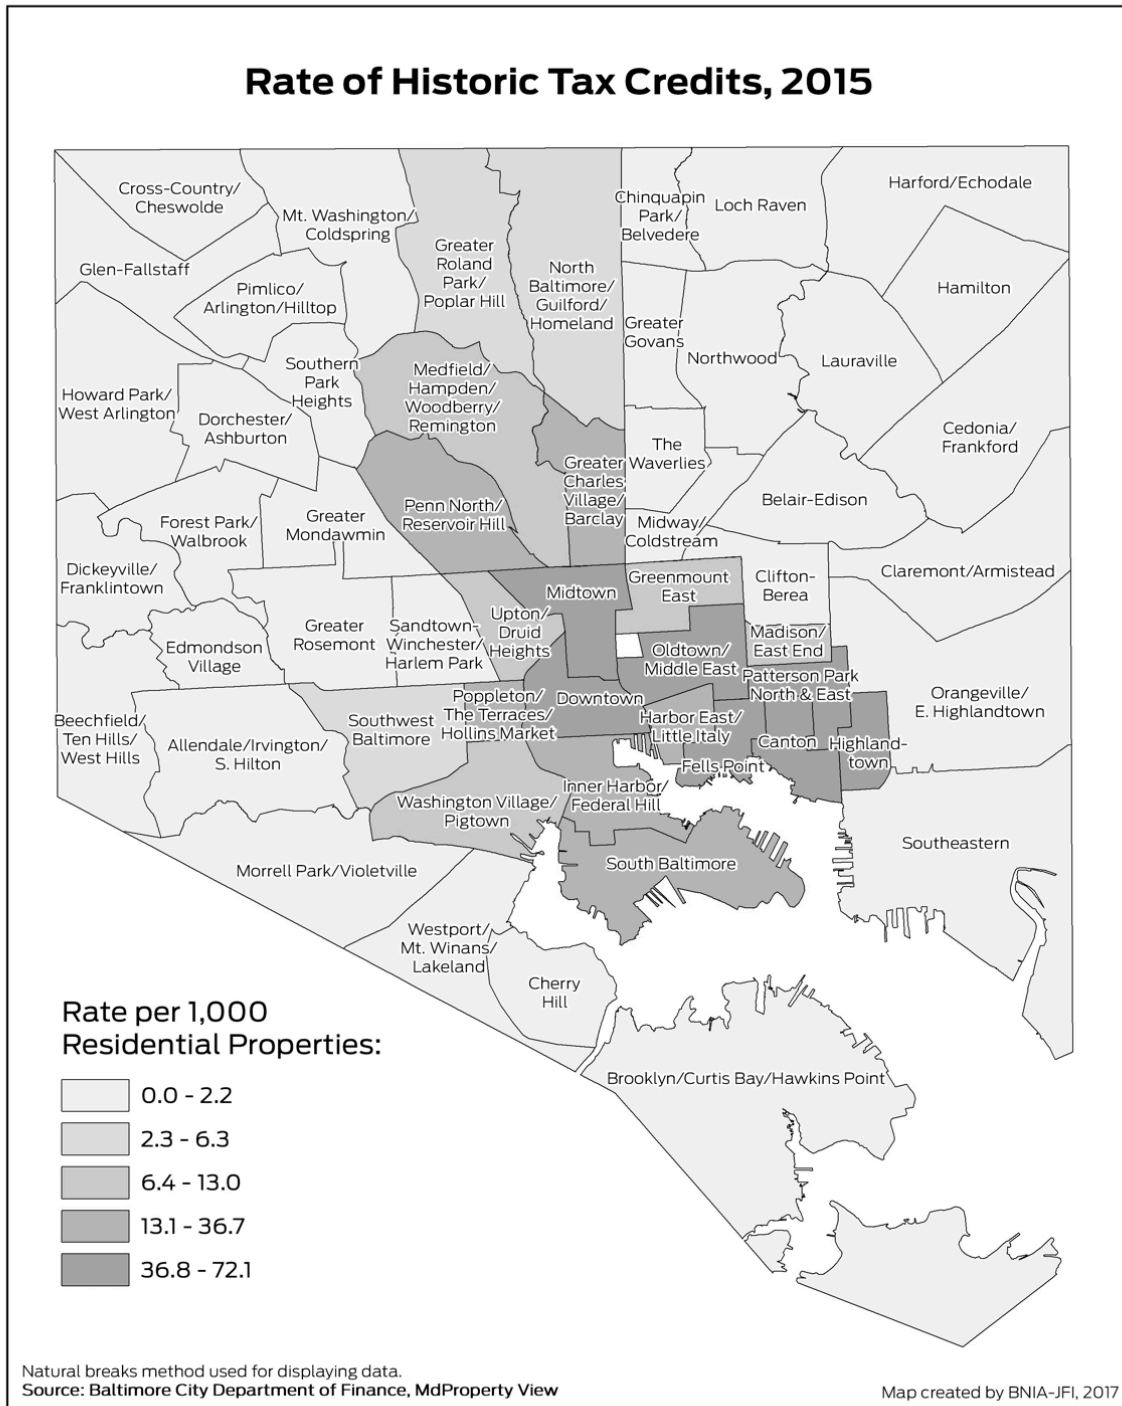 Rate of Historic Tax Credits, 2015
Cross-Country/
Cheswolde
Mt. Washington/
Coldspring
Greater
Roland
Park/
Poplar Hill
North
Baltimore/
Guilford/
Homeland
Chinquapin
Park/
Belvedere
Loch Raven
Harford/Echodale
Glen-Fallstaff
Pimlico/
Arlington/Hilltop
Hamilton
Greater
Govans
Northwood
Lauraville
Southern
Park
Heights
Howard Park/
West Arlington
Dorchester/
Ashburton
Medfield/
Hampden/
Woodberry/
Remington
Cedonia/
Frankford
The
Waverlies
Greater
Charles
Village/
Barclay
Belair-Edison
Penn North/
Reservoir Hill
Midway/
Coldstream
Forest Park/
Walbrook
Greater
Mondawmin
Dickeyville/
Franklintown
Claremont/Armistead
Midtown
Greenmount
East
Clifton-
Berea
Upton/
Druid
Heights
Greater
Rosemont
Sandtown-
Winchester/
Harlem Park
Edmondson
Village
Oldtown/
Middle East
Madison/
East End
Patterson Park
North & East
Orangeville/
E. Highlandtown
Beechfield/
Ten Hills/
West Hills
Allendale/Irvington/
S. Hilton
Southwest
Baltimore
Poppleton/
The Terraces/
Hollins Market
Downtown
Harbor East/
Little Italy
Canton
Highland-
town
Fells Point
Inner Harbor/
Federal Hill
Washington Village/
Pigtown
Southeastern
South Baltimore
Morrell Park/Violetville
Westport/
Mt. Winans/
Lakeland
Cherry
Hill
Brooklyn/Curtis Bay/Hawkins Point
Rate per 1,000
Residential Properties:
0.0 - 2.2
2.3 - 6.3
6.4 - 13.0
13.1 - 36.7
36.8 - 72.1
Natural breaks method used for displaying data.
Source: Baltimore City Department of Finance, MdProperty View
Map created by BNIA-JFI, 2017